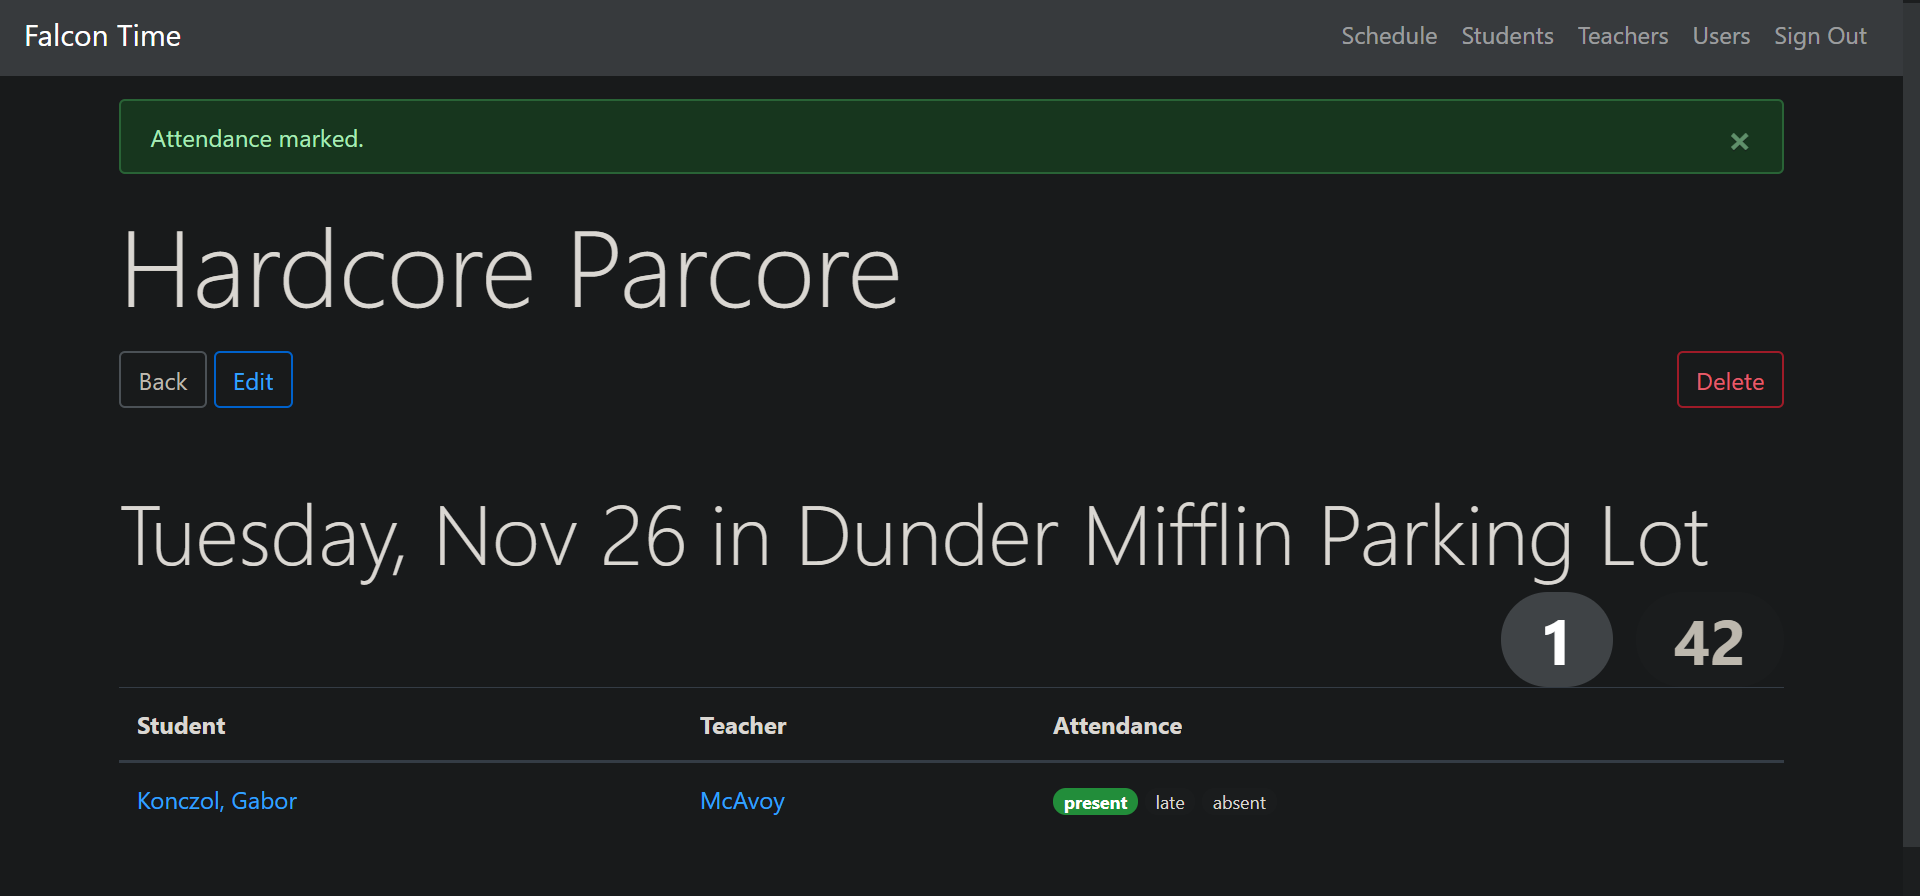 Falcon Time Schedule Students Teachers Users Sign Out
Attendance marked. ×
Hardcore Parcore
Back Edit Delete
Tuesday, Nov 26 in Dunder Mifflin Parking Lot
1 42
Student Teacher Attendance
Konczol, Gabor McAvoy present late absent